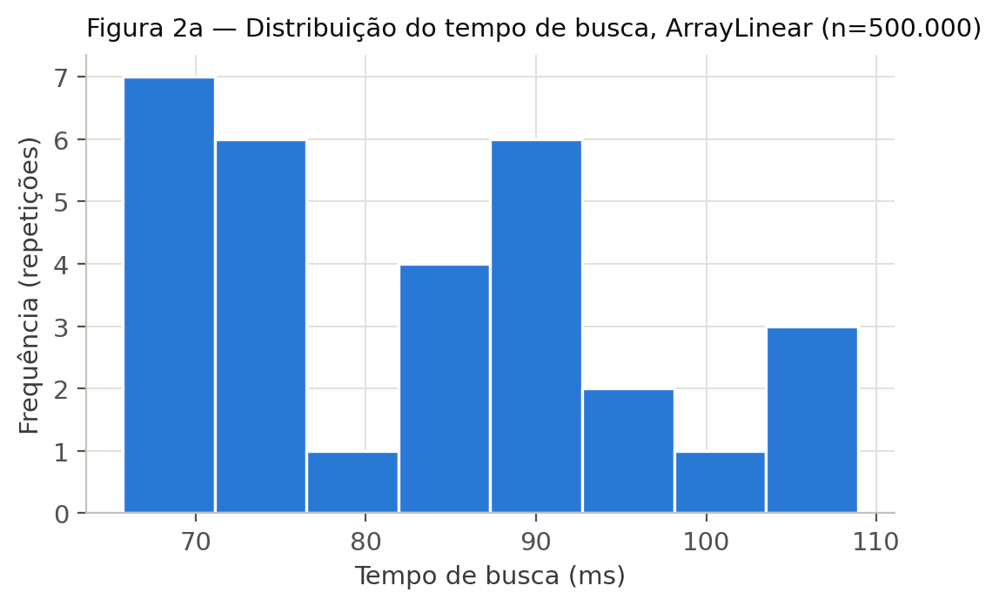 Figura 2a — Distribuição do tempo de busca, ArrayLinear (n=500.000)
Frequência (repetições)
7
6
5
4
3
2
1
0
70 80 90 100 110
Tempo de busca (ms)